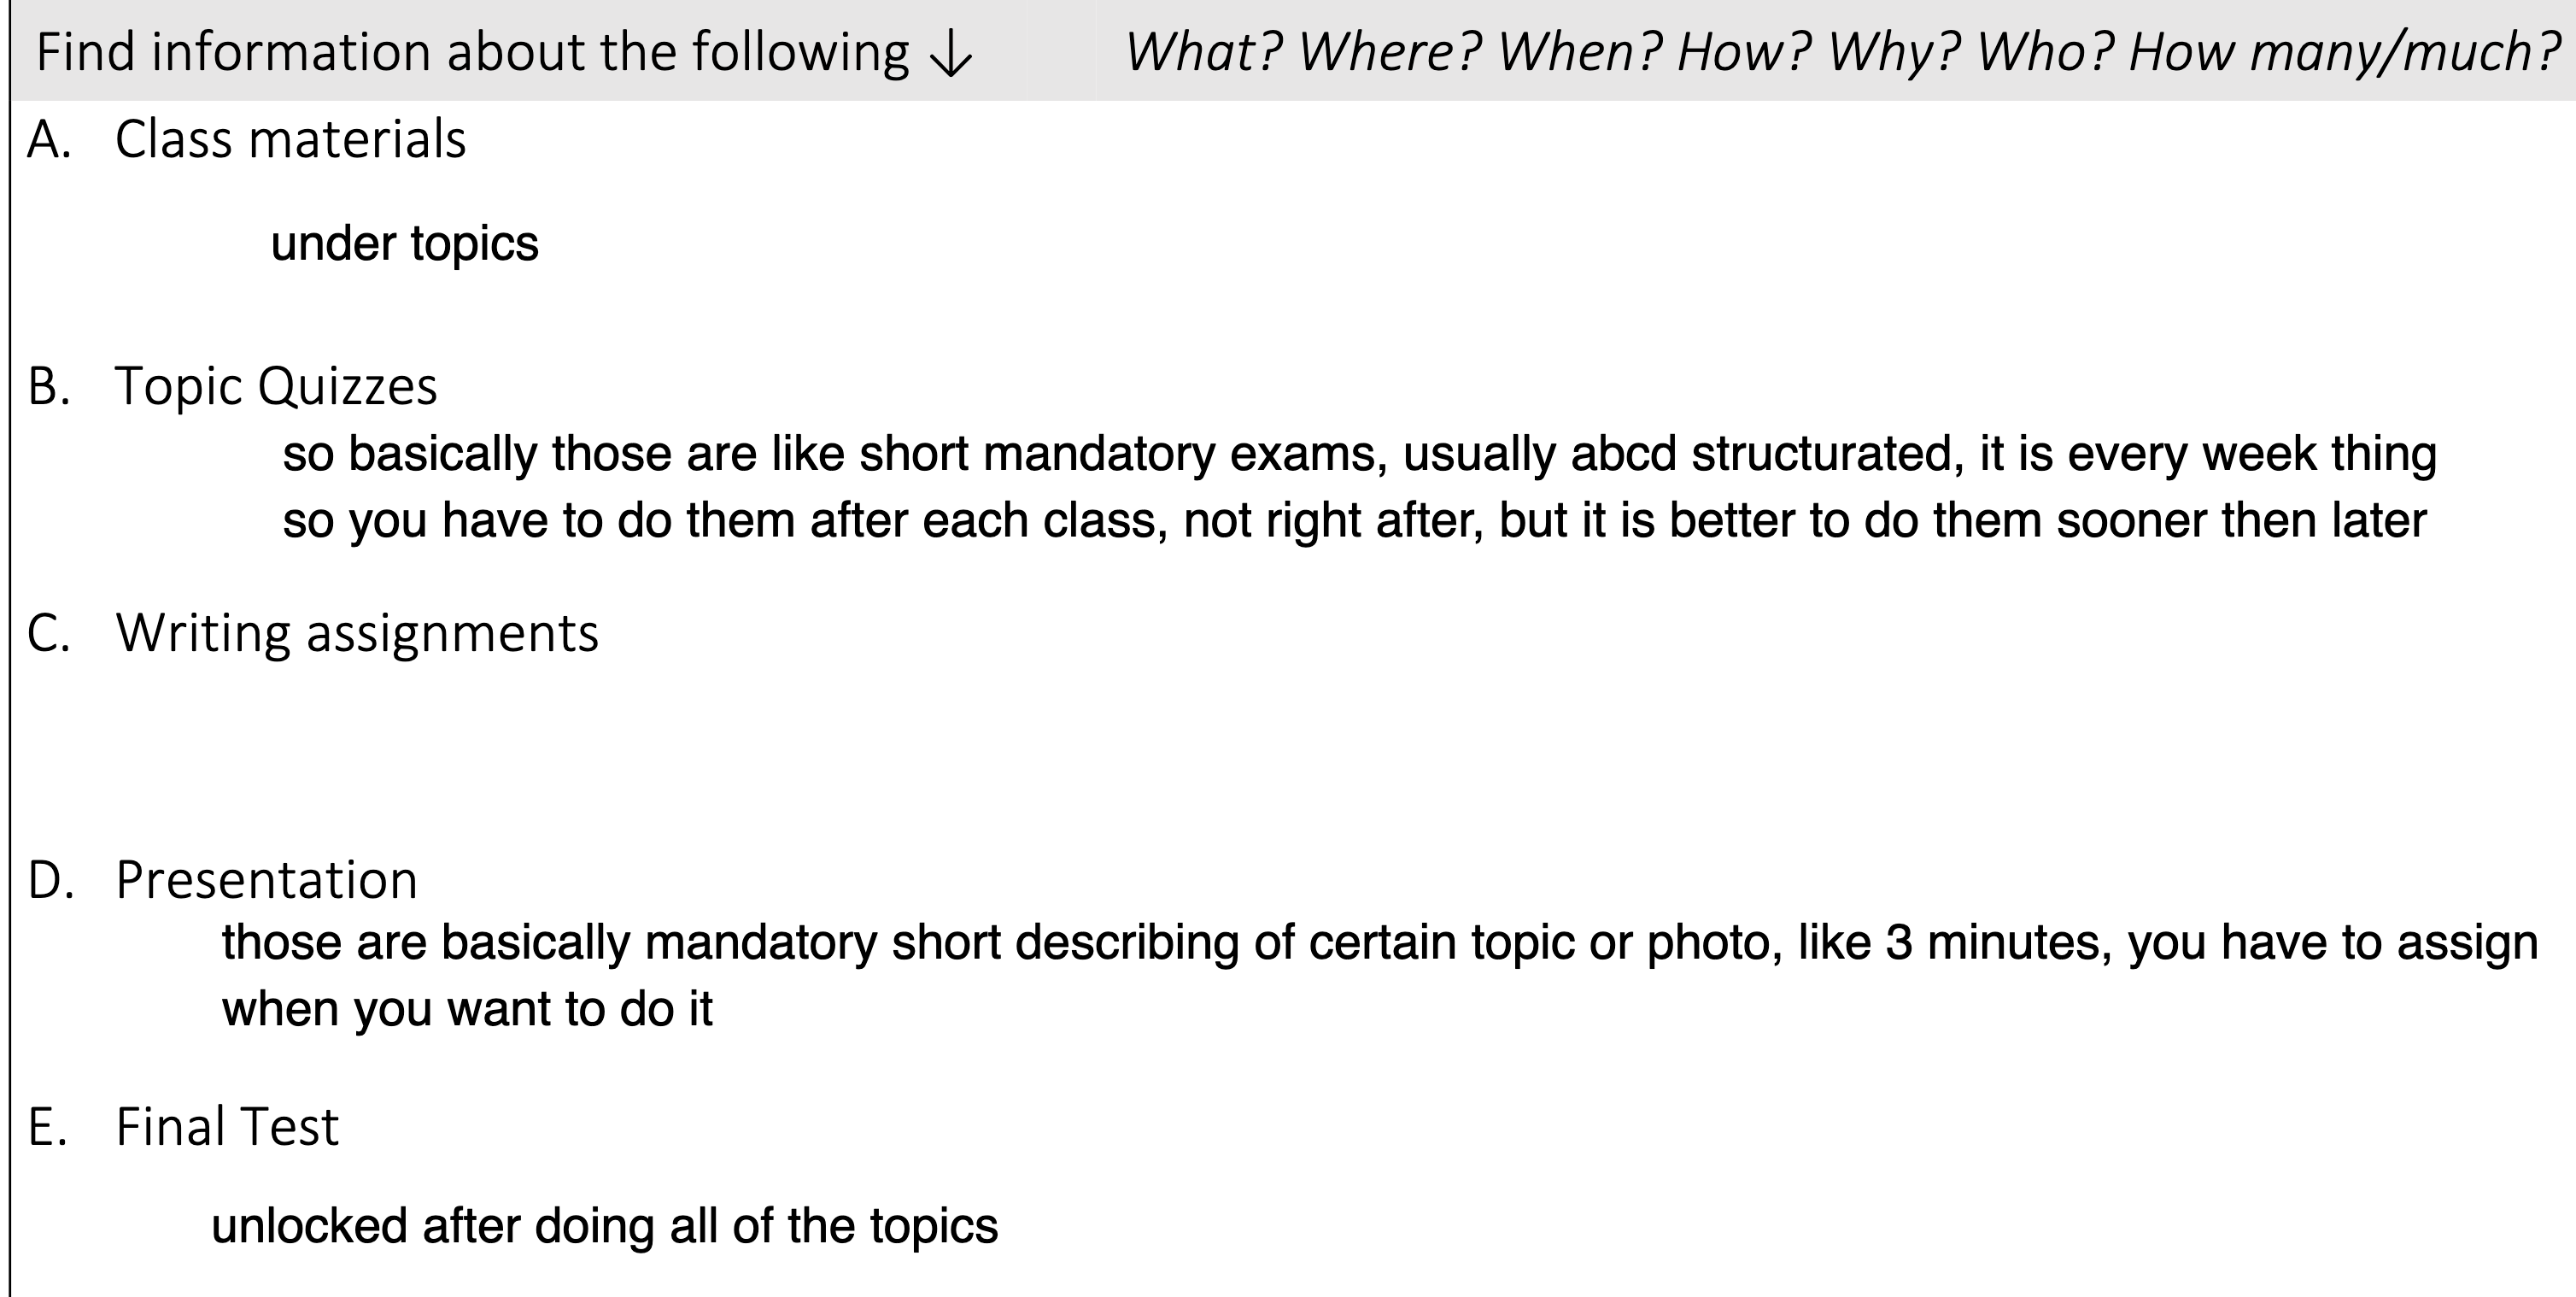 Find information about the following ↓ What? Where? When? How? Why? Who? How many/much?
A. Class materials
under topics
B. Topic Quizzes
so basically those are like short mandatory exams, usually abcd structurated, it is every week thing
so you have to do them after each class, not right after, but it is better to do them sooner then later
C. Writing assignments
D. Presentation
those are basically mandatory short describing of certain topic or photo, like 3 minutes, you have to assign
when you want to do it
E. Final Test
unlocked after doing all of the topics